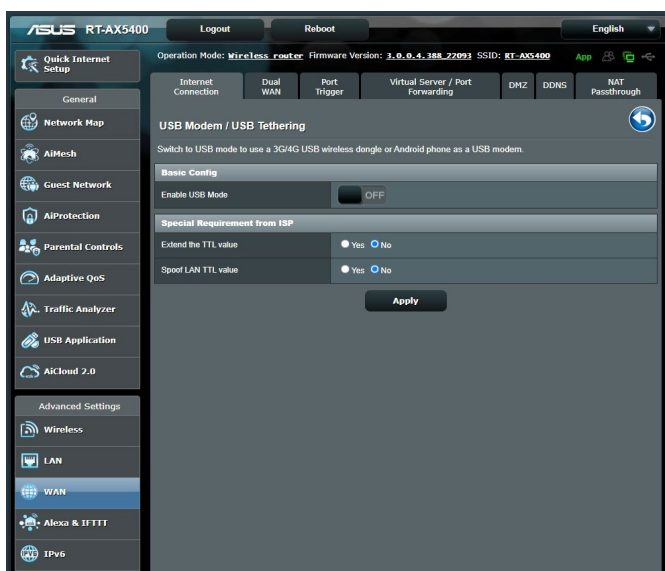 ASUS RT-AX5400 Logout Reboot English
Quick Internet Setup
Operation Mode: Wireless router Firmware Version: 3.0.0.4.388_22093 SSID: RT-AX5400 App
Internet Connection
Dual WAN
Port Trigger
Virtual Server / Port Forwarding
DMZ
DDNS
NAT Passthrough
General
Network Map
AiMesh
Guest Network
AiProtection
Parental Controls
Adaptive QoS
Traffic Analyzer
USB Application
AiCloud 2.0
Advanced Settings
Wireless
LAN
WAN
Alexa & IFTTT
IPv6
USB Modem / USB Tethering
Switch to USB mode to use a 3G/4G USB wireless dongle or Android phone as a USB modem.
Basic Config
Enable USB Mode OFF
Special Requirement from ISP
Extend the TTL value Yes No
Spoof LAN TTL value Yes No
Apply